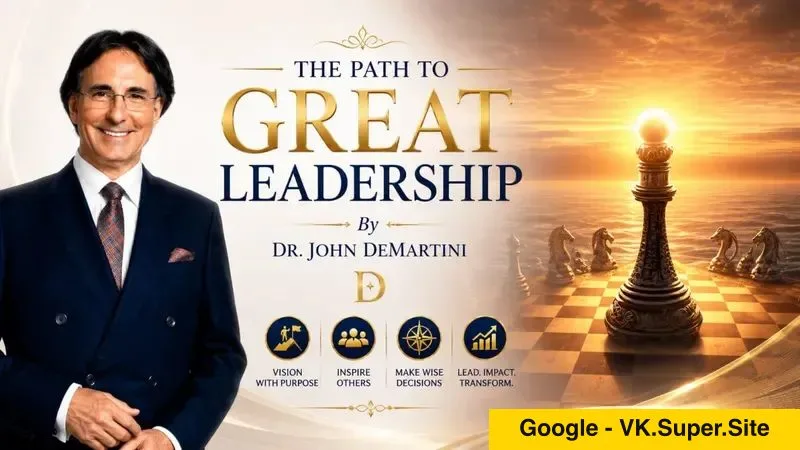 THE PATH TO
GREAT
LEADERSHIP
By
DR. JOHN DEMARTINI
D
VISION
WITH PURPOSE
INSPIRE
OTHERS
MAKE WISE
DECISIONS
LEAD. IMPACT.
TRANSFORM.
Google - VK.Super.Site